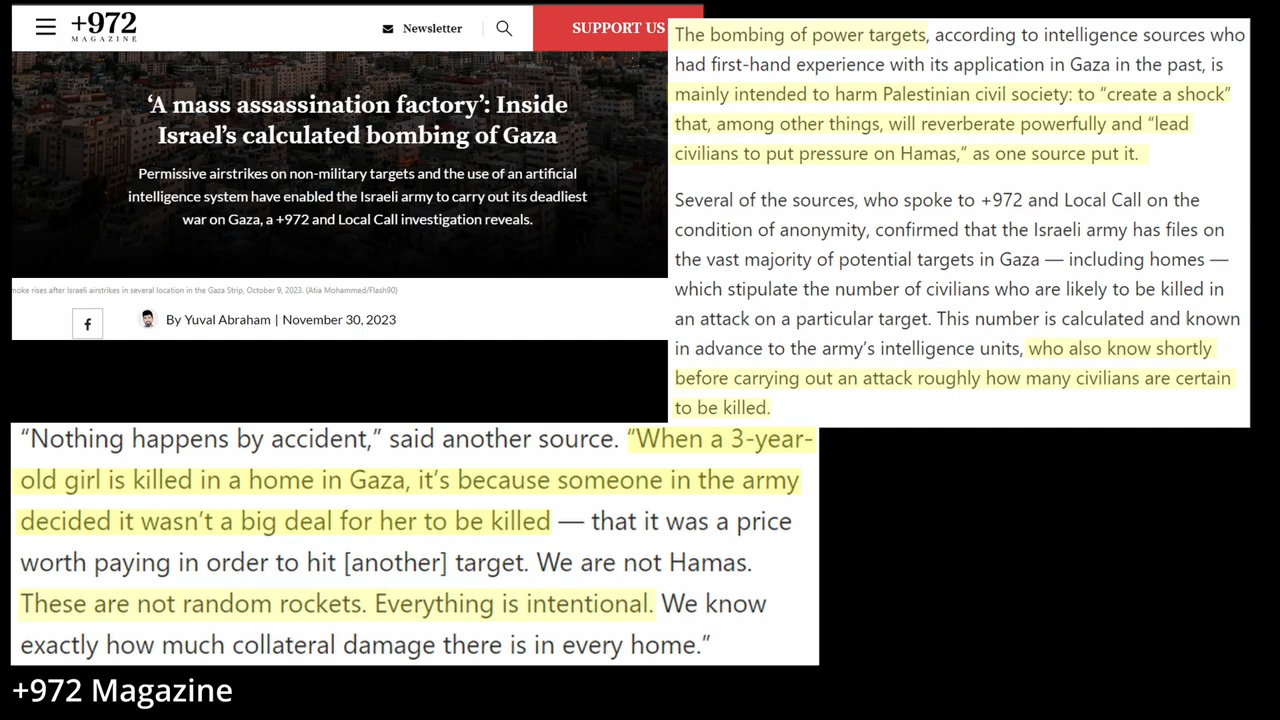 +972
MAGAZINE
Newsletter
SUPPORT US
‘A mass assassination factory’: Inside
Israel’s calculated bombing of Gaza
Permissive airstrikes on non-military targets and the use of an artificial
intelligence system have enabled the Israeli army to carry out its deadliest
war on Gaza, a +972 and Local Call investigation reveals.
moke rises after Israeli airstrikes in several location in the Gaza Strip, October 9, 2023. (Atia Mohammed/Flash90)
By Yuval Abraham | November 30, 2023
The bombing of power targets, according to intelligence sources who
had first-hand experience with its application in Gaza in the past, is
mainly intended to harm Palestinian civil society: to “create a shock”
that, among other things, will reverberate powerfully and “lead
civilians to put pressure on Hamas,” as one source put it.
Several of the sources, who spoke to +972 and Local Call on the
condition of anonymity, confirmed that the Israeli army has files on
the vast majority of potential targets in Gaza — including homes —
which stipulate the number of civilians who are likely to be killed in
an attack on a particular target. This number is calculated and known
in advance to the army’s intelligence units, who also know shortly
before carrying out an attack roughly how many civilians are certain
to be killed.
“Nothing happens by accident,” said another source. “When a 3-year-
old girl is killed in a home in Gaza, it’s because someone in the army
decided it wasn’t a big deal for her to be killed — that it was a price
worth paying in order to hit [another] target. We are not Hamas.
These are not random rockets. Everything is intentional. We know
exactly how much collateral damage there is in every home.”
+972 Magazine